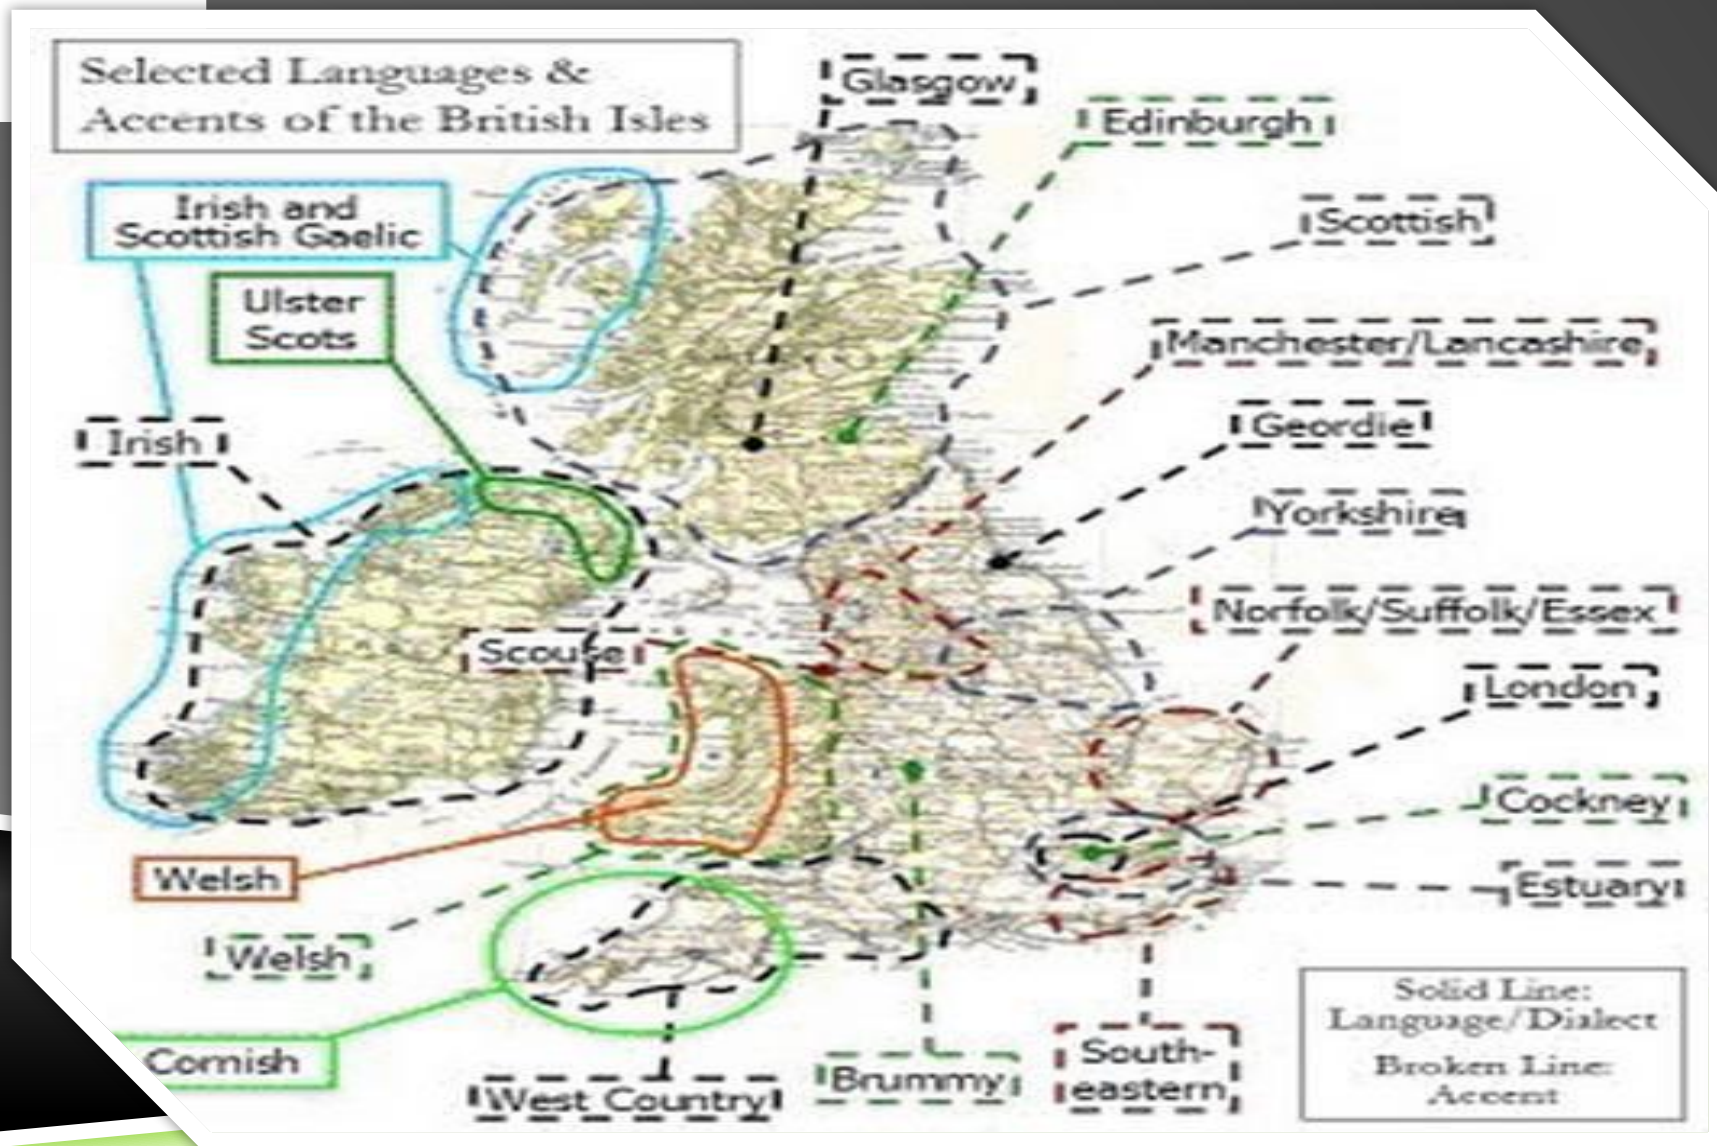 Selected Languages &
Accents of the British Isles
Glasgow
Edinburgh
Irish and
Scottish Gaelic
Scottish
Ulster
Scots
Manchester/Lancashire
Geordie
Irish
Yorkshire
Norfolk/Suffolk/Essex
Scouse
London
Cockney
Welsh
Estuary
Welsh
Cornish
West Country
Brummy
South-
eastern
Solid Line:
Language/Dialect
Broken Line:
Accent